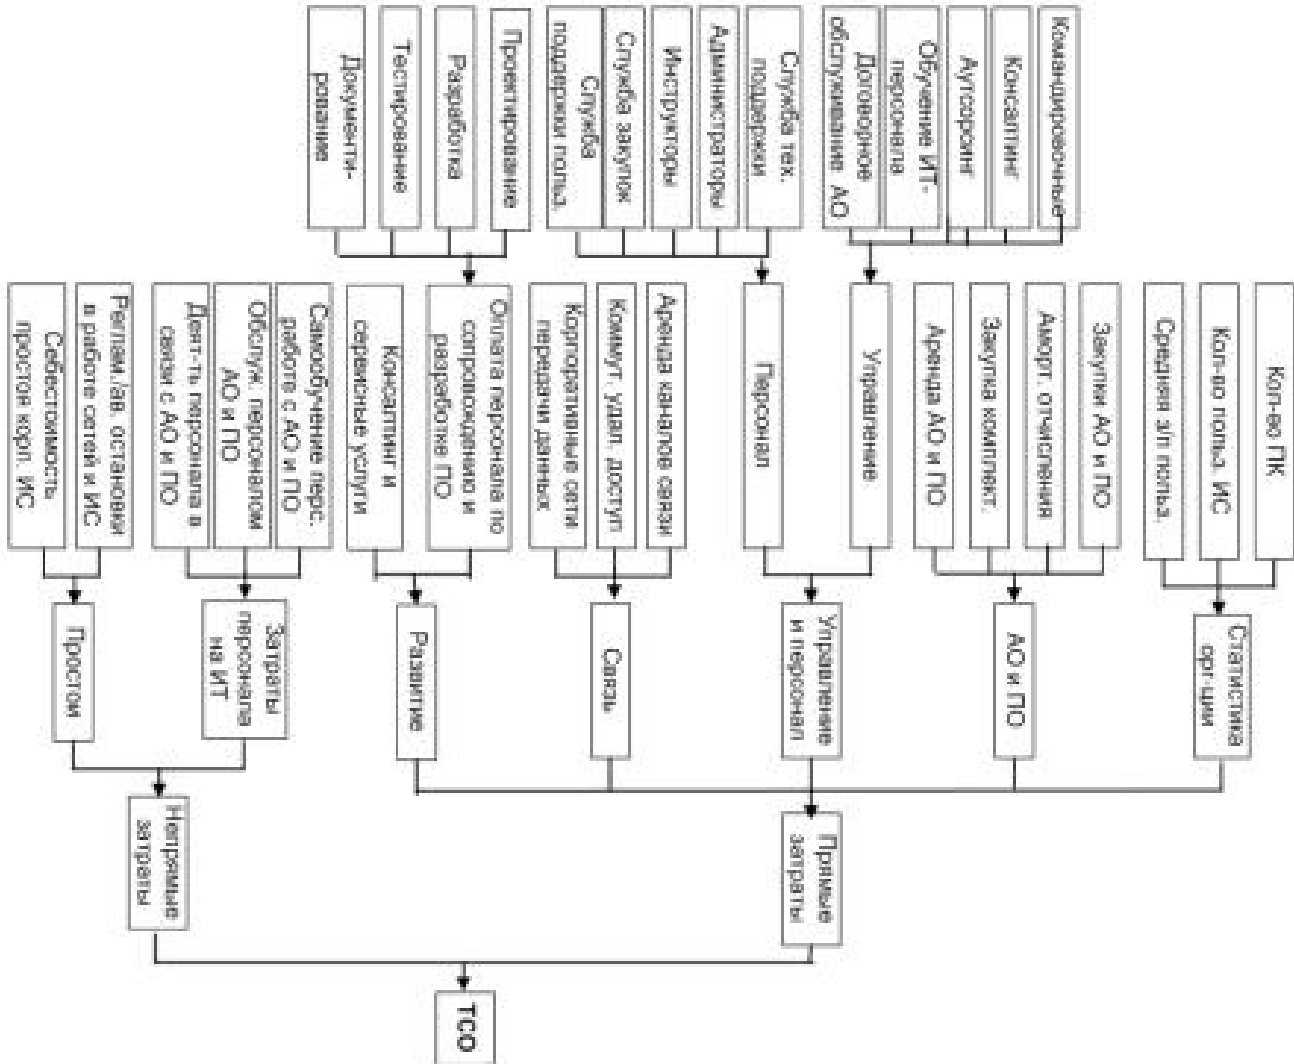 Командировочные
Консалтинг
Аутсорсинг
Обучение ИТ-
персонала
Договорное
обслуживание АО
Служба тех.
поддержки
Администраторы
Инструкторы
Служба закупок
Служба
поддержки польз.
Проектирование
Разработка
Тестирование
Документи-
рование
Кол-во ПК
Кол-во польз. ИС
Средняя з/п польз.
Закупки АО и ПО
Аморт. отчисления
Закупка комплект.
Аренда АО и ПО
Управление
Персонал
Аренда каналов связи
Коммут. удал. доступ
Корпоративные сети
передачи данных
Оплата персонала по
сопровождению и
разработке ПО
Консалтинг и
сервисные услуги
Самообучение перс.
работе с АО и ПО
Обслуж. персоналом
АО и ПО
Деят-ть персонала в
связи с АО и ПО
Реглам./ав. остановки
в работе сетей и ИС
Себестоимость
простоя корп. ИС
Статистика
орг-ции
АО и ПО
Управление
и персонал
Связь
Развитие
Затраты
персонала
на ИТ
Простои
Прямые
затраты
Непрямые
затраты
ТСО